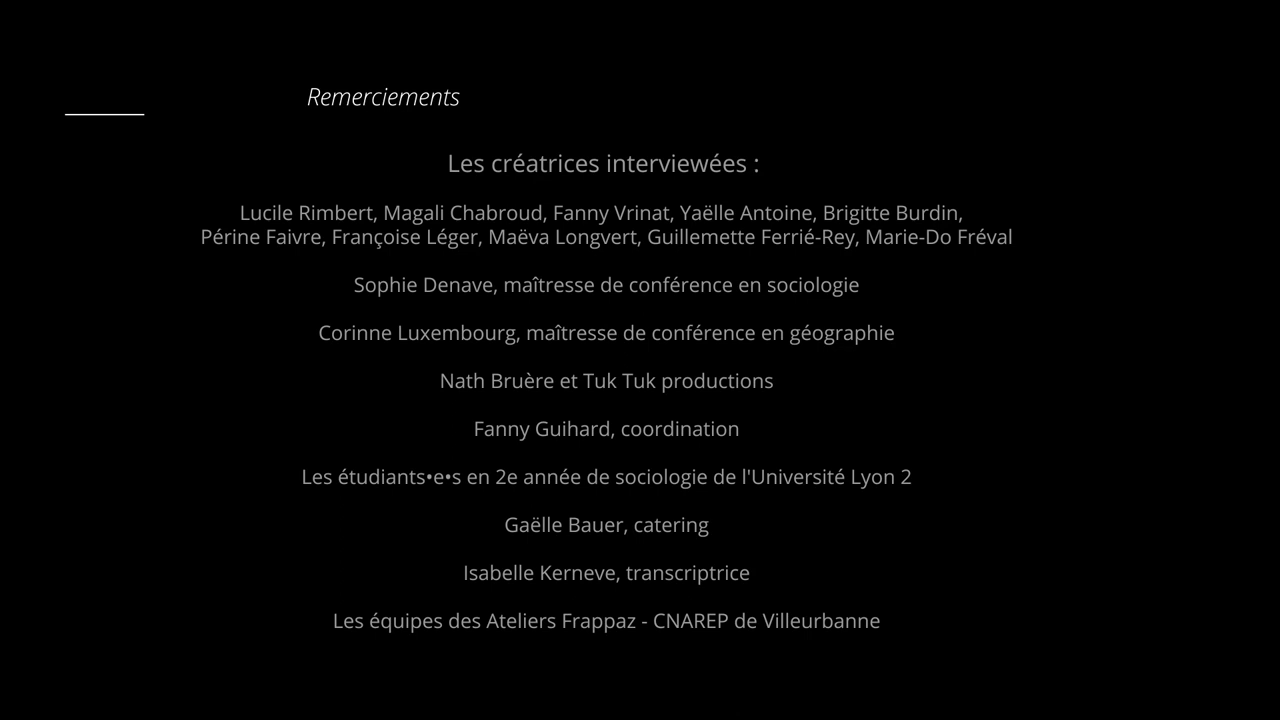 Remerciements
Les créatrices interviewées :
Lucile Rimbert, Magali Chabroud, Fanny Vrinat, Yaëlle Antoine, Brigitte Burdin,
Périne Faivre, Françoise Léger, Maëva Longvert, Guillemette Ferrié-Rey, Marie-Do Fréval
Sophie Denave, maîtresse de conférence en sociologie
Corinne Luxembourg, maîtresse de conférence en géographie
Nath Bruère et Tuk Tuk productions
Fanny Guihard, coordination
Les étudiants•e•s en 2e année de sociologie de l'Université Lyon 2
Gaëlle Bauer, catering
Isabelle Kerneve, transcriptrice
Les équipes des Ateliers Frappaz - CNAREP de Villeurbanne